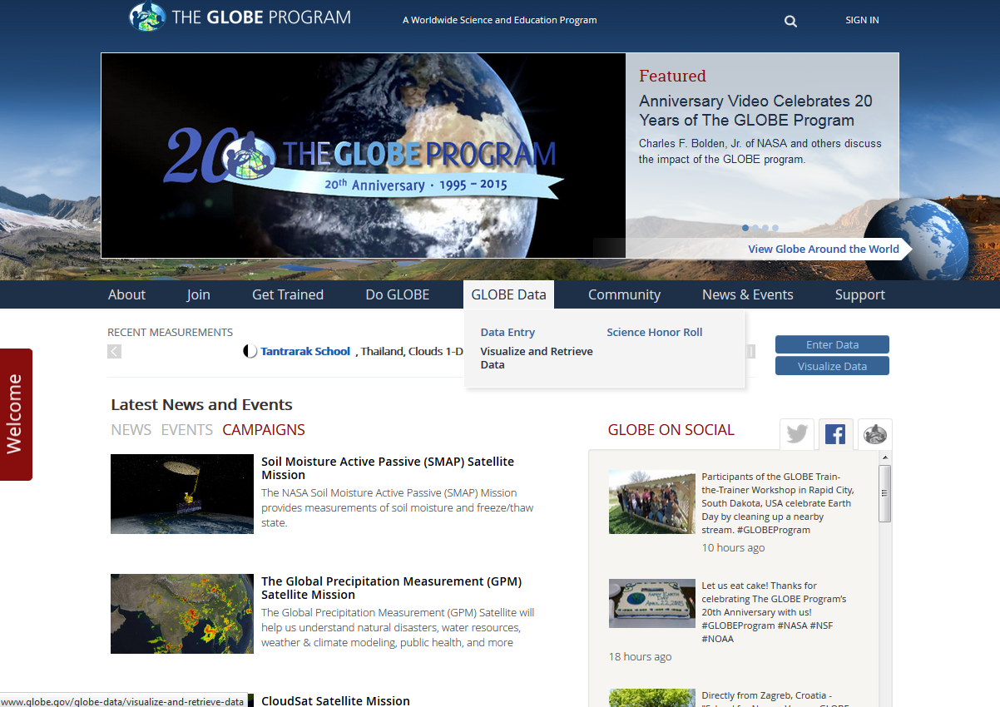 THE GLOBE PROGRAM
A Worldwide Science and Education Program
SIGN IN
20 THE GLOBE PROGRAM
20th Anniversary · 1995 – 2015
Featured
Anniversary Video Celebrates 20
Years of The GLOBE Program
Charles F. Bolden, Jr. of NASA and others discuss
the impact of the GLOBE program.
View Globe Around the World
About Join Get Trained Do GLOBE GLOBE Data Community News & Events Support
Data Entry
Science Honor Roll
Visualize and Retrieve
Data
RECENT MEASUREMENTS
Tantrarak School , Thailand, Clouds 1-D
Enter Data
Visualize Data
Welcome
Latest News and Events
NEWS EVENTS CAMPAIGNS
Soil Moisture Active Passive (SMAP) Satellite
Mission
The NASA Soil Moisture Active Passive (SMAP) Mission
provides measurements of soil moisture and freeze/thaw
state.
The Global Precipitation Measurement (GPM)
Satellite Mission
The Global Precipitation Measurement (GPM) Satellite will
help us understand natural disasters, water resources,
weather & climate modeling, public health, and more
CloudSat Satellite Mission
GLOBE ON SOCIAL
Participants of the GLOBE Train-
the-Trainer Workshop in Rapid City,
South Dakota, USA celebrate Earth
Day by cleaning up a nearby
stream. #GLOBEProgram
10 hours ago
Let us eat cake! Thanks for
celebrating The GLOBE Program's
20th Anniversary with us!
#GLOBEProgram #NASA #NSF
#NOAA
18 hours ago
Directly from Zagreb, Croatia -
www.globe.gov/globe-data/visualize-and-retrieve-data